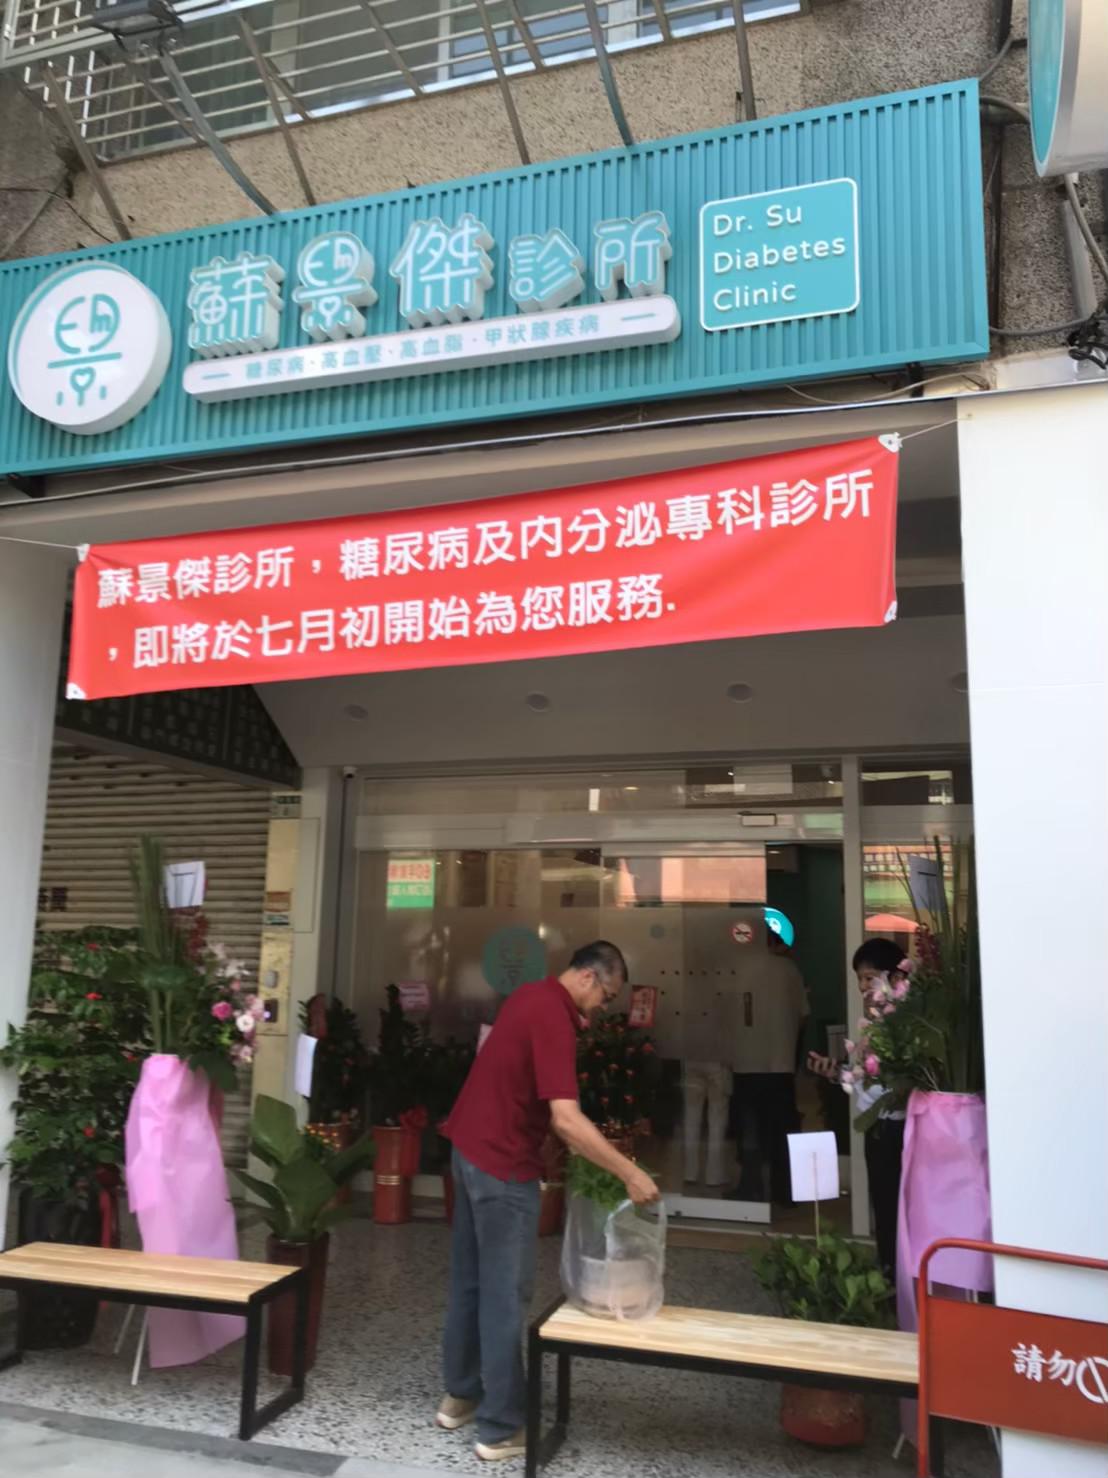 蘇景傑診所
糖尿病·高血壓·高血脂·甲狀腺疾病
Dr. Su
Diabetes
Clinic
蘇景傑診所，糖尿病及内分泌專科診所
，即將於七月初開始為您服務.
請勿